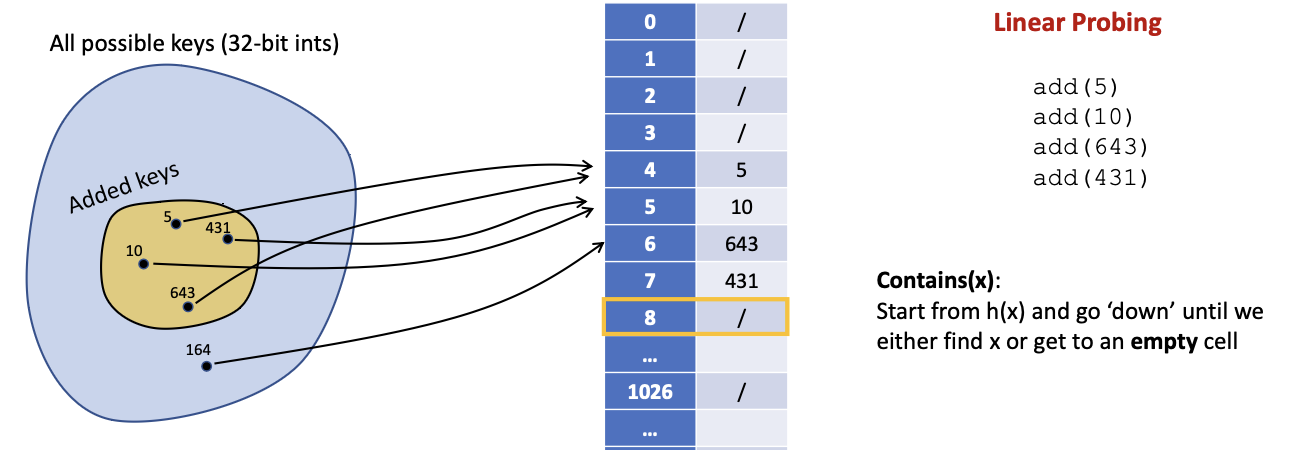 All possible keys (32-bit ints)
Added keys
5
431
10
643
164
0 /
1 /
2 /
3 /
4 5
5 10
6 643
7 431
8 /
...
1026 /
...
Linear Probing
add(5)
add(10)
add(643)
add(431)
Contains(x):
Start from h(x) and go ‘down’ until we
either find x or get to an empty cell